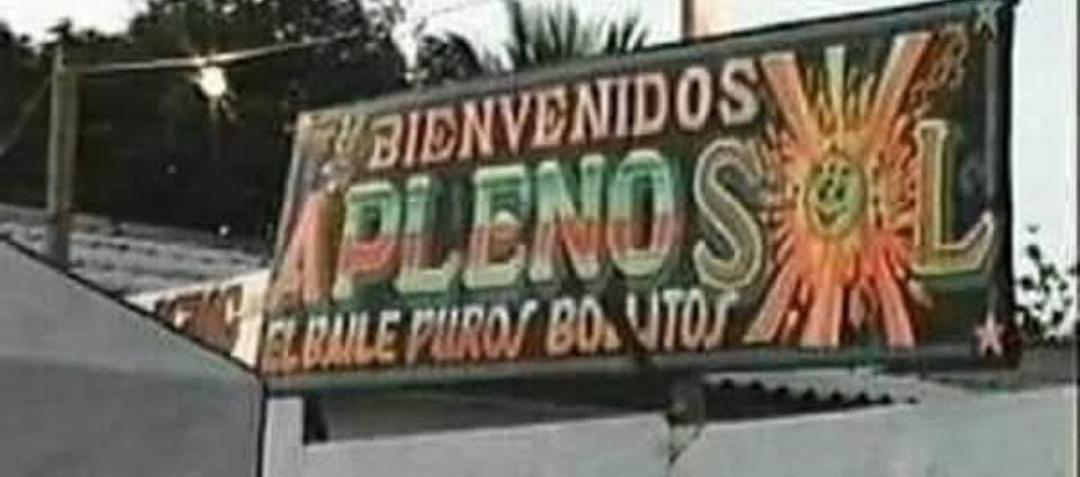 BIENVENIDOS
A PLENO SOL
EL BAILE PUROS